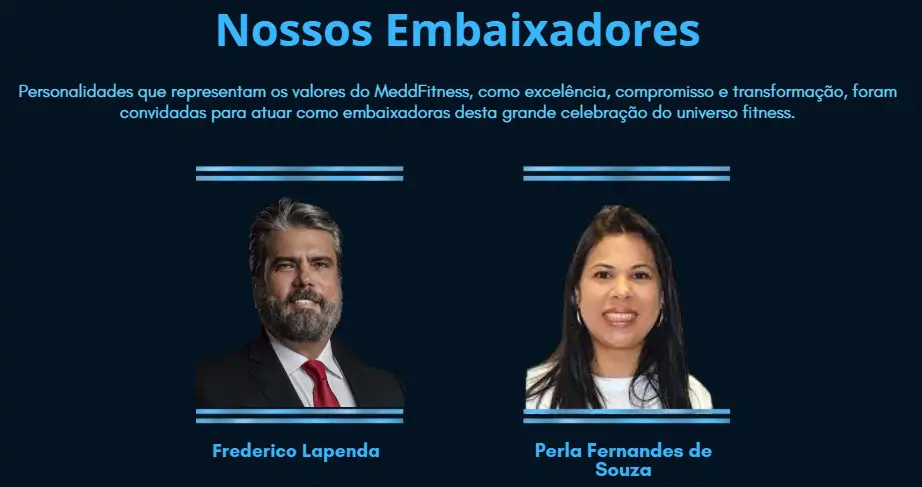 Nossos Embaixadores
Personalidades que representam os valores do MeddFitness, como excelência, compromisso e transformação, foram
convidadas para atuar como embaixadoras desta grande celebração do universo fitness.
Frederico Lapenda
Perla Fernandes de
Souza